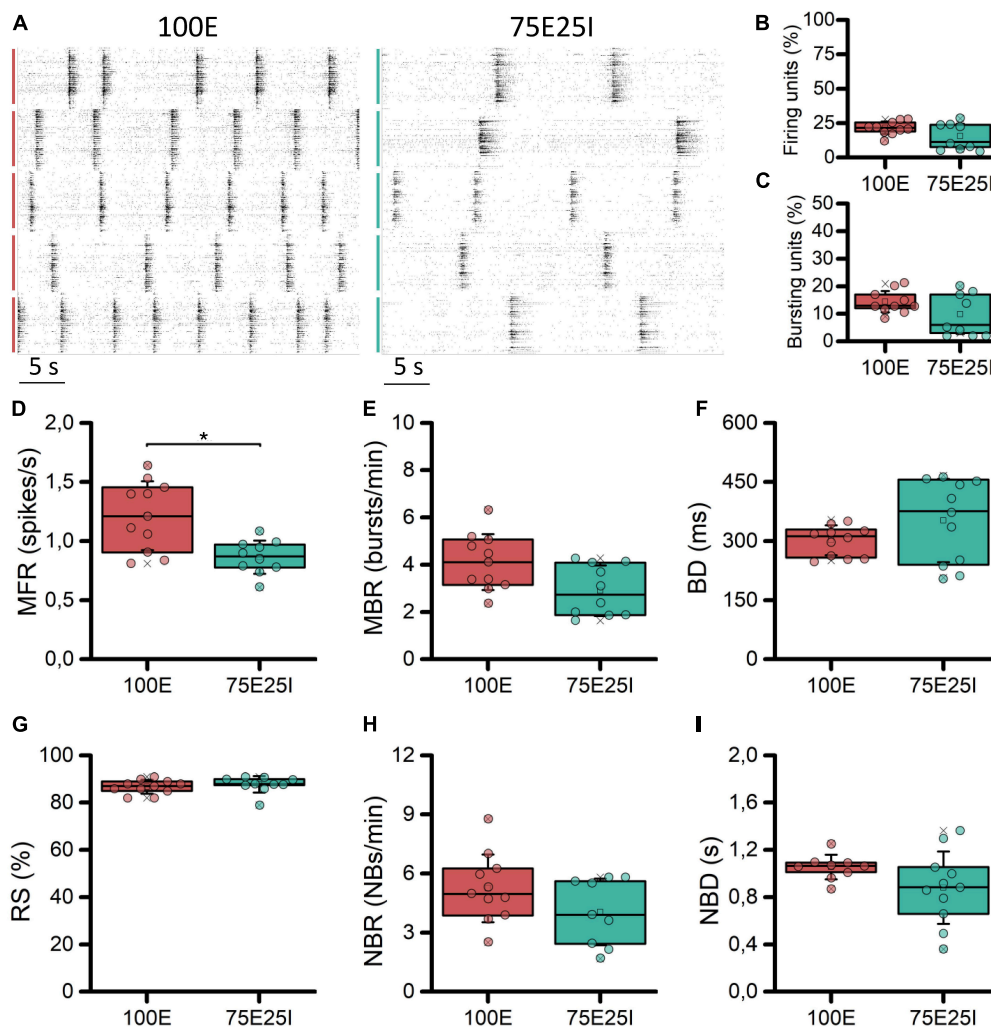 A
100E
75E25I
5 s
5 s
B
Firing units (%)
100
75
50
25
0
100E
75E25I
C
Bursting units (%)
50
40
30
20
10
0
100E
75E25I
D
MFR (spikes/s)
2,0
1,5
1,0
0,5
0,0
*
100E
75E25I
E
MBR (bursts/min)
10
8
6
4
2
0
100E
75E25I
F
BD (ms)
600
450
300
150
0
100E
75E25I
G
RS (%)
100
80
60
40
20
0
100E
75E25I
H
NBR (NBs/min)
12
9
6
3
0
100E
75E25I
I
NBD (s)
2,0
1,6
1,2
0,8
0,4
0,0
100E
75E25I